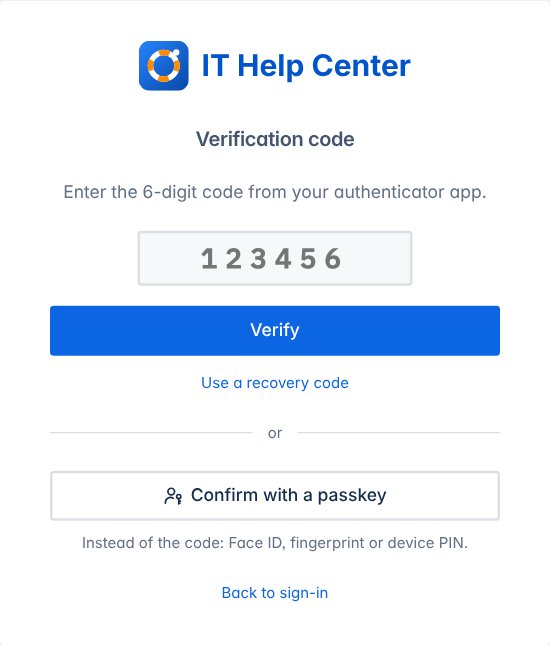 IT Help Center
Verification code
Enter the 6-digit code from your authenticator app.
1 2 3 4 5 6
Verify
Use a recovery code
or
Confirm with a passkey
Instead of the code: Face ID, fingerprint or device PIN.
Back to sign-in